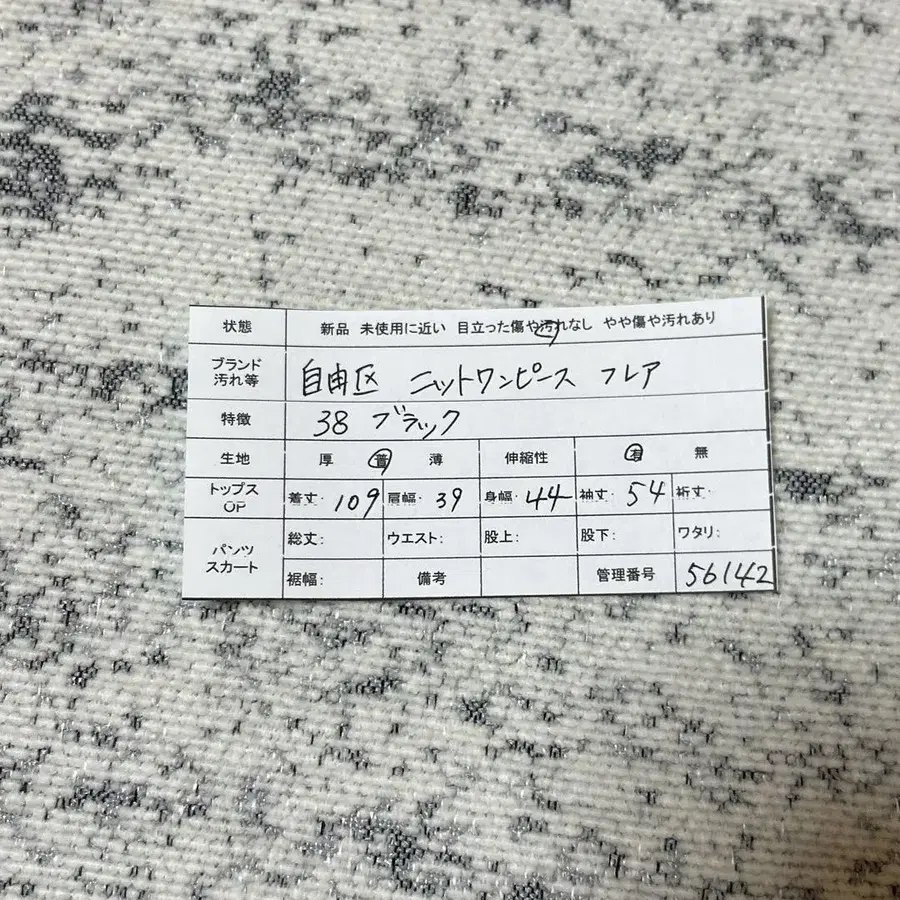 状態 新品 未使用に近い 目立った傷や汚れなし やや傷や汚れあり
ブランド
汚れ等 自由区 ニットワンピース フレア
特徴 38 ブラック
生地 厚 普 薄 伸縮性 有 無
トップス
OP 着丈: 109 肩幅: 39 身幅: 44 袖丈: 54 裄丈:
パンツ
スカート 総丈: ウエスト: 股上: 股下: ワタリ:
裾幅: 備考 管理番号 56142